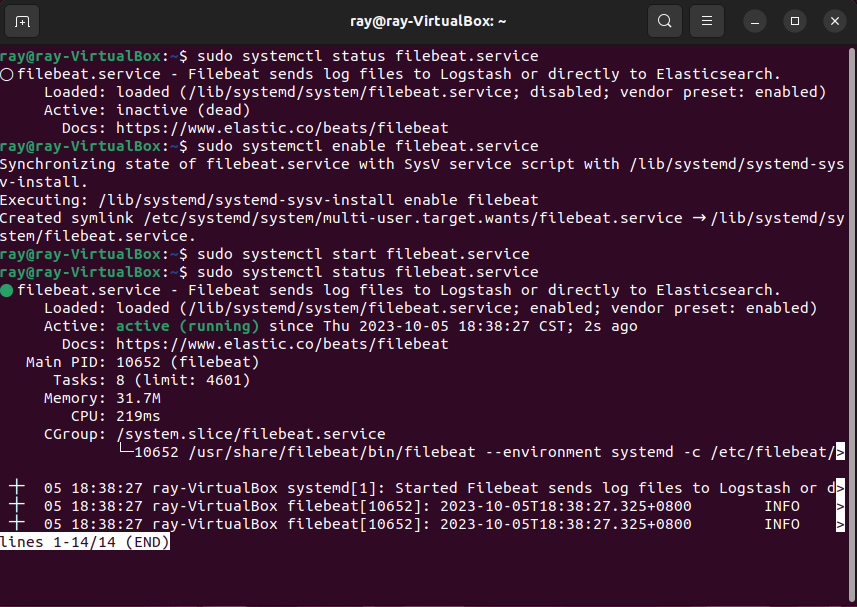 ray@ray-VirtualBox: ~
ray@ray-VirtualBox:~$ sudo systemctl status filebeat.service
○ filebeat.service - Filebeat sends log files to Logstash or directly to Elasticsearch.
Loaded: loaded (/lib/systemd/system/filebeat.service; disabled; vendor preset: enabled)
Active: inactive (dead)
Docs: https://www.elastic.co/beats/filebeat
ray@ray-VirtualBox:~$ sudo systemctl enable filebeat.service
Synchronizing state of filebeat.service with SysV service script with /lib/systemd/systemd-sys
v-install.
Executing: /lib/systemd/systemd-sysv-install enable filebeat
Created symlink /etc/systemd/system/multi-user.target.wants/filebeat.service → /lib/systemd/sy
stem/filebeat.service.
ray@ray-VirtualBox:~$ sudo systemctl start filebeat.service
ray@ray-VirtualBox:~$ sudo systemctl status filebeat.service
● filebeat.service - Filebeat sends log files to Logstash or directly to Elasticsearch.
Loaded: loaded (/lib/systemd/system/filebeat.service; enabled; vendor preset: enabled)
Active: active (running) since Thu 2023-10-05 18:38:27 CST; 2s ago
Docs: https://www.elastic.co/beats/filebeat
Main PID: 10652 (filebeat)
Tasks: 8 (limit: 4601)
Memory: 31.7M
CPU: 219ms
CGroup: /system.slice/filebeat.service
└─10652 /usr/share/filebeat/bin/filebeat --environment systemd -c /etc/filebeat/>
十 05 18:38:27 ray-VirtualBox systemd[1]: Started Filebeat sends log files to Logstash or d>
十 05 18:38:27 ray-VirtualBox filebeat[10652]: 2023-10-05T18:38:27.325+0800 INFO >
十 05 18:38:27 ray-VirtualBox filebeat[10652]: 2023-10-05T18:38:27.325+0800 INFO >
lines 1-14/14 (END)